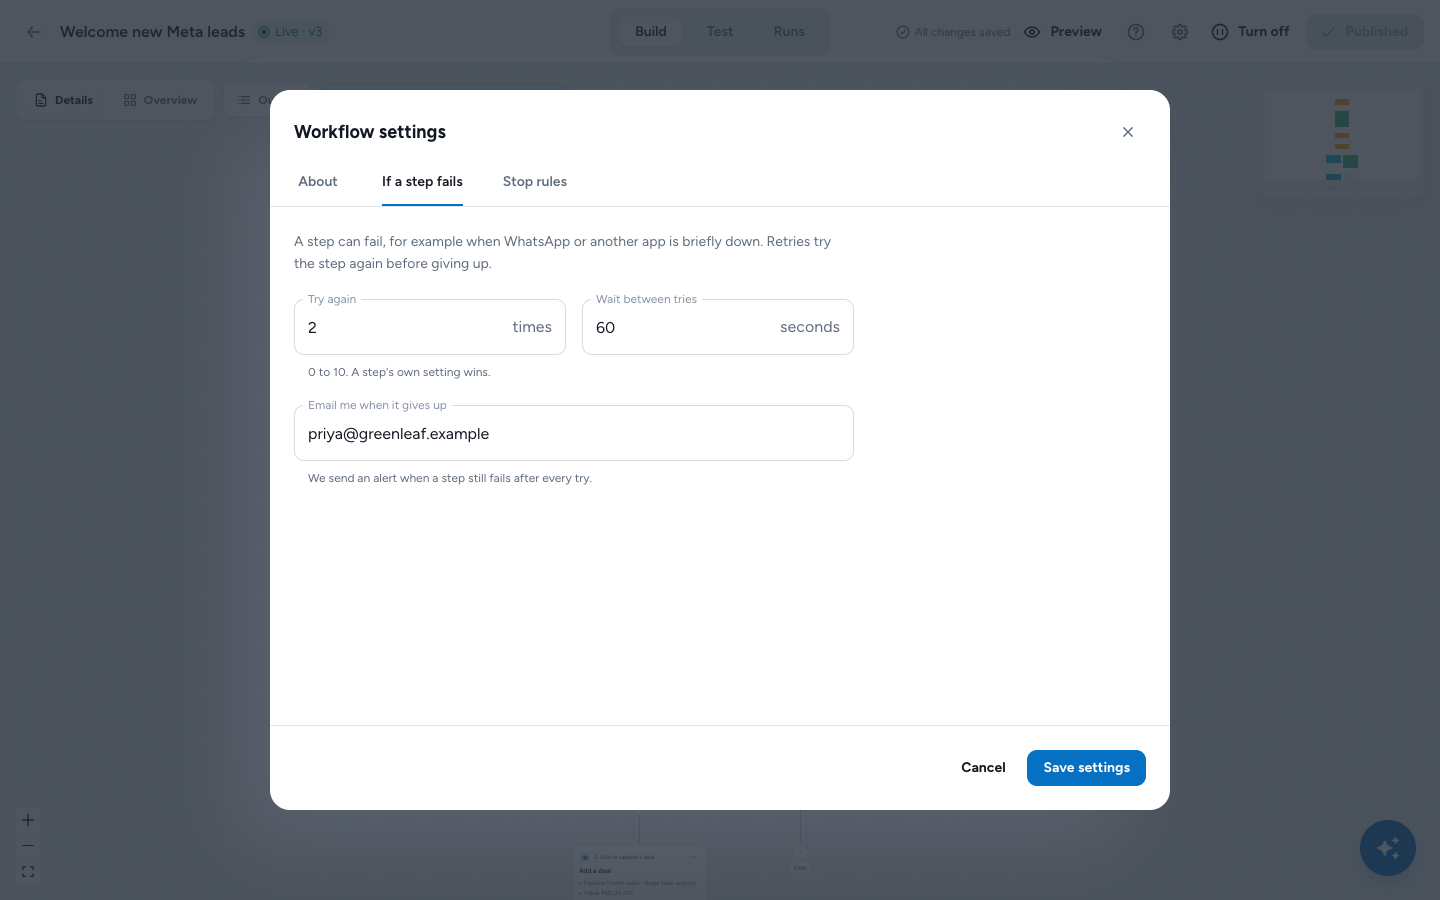 Welcome new Meta leads
Live · v3
Build
Test
Runs
All changes saved
Preview
Turn off
Published
Details
Overview
Workflow settings
About
If a step fails
Stop rules
A step can fail, for example when WhatsApp or another app is briefly down. Retries try
the step again before giving up.
Try again
2
times
Wait between tries
60
seconds
0 to 10. A step's own setting wins.
Email me when it gives up
priya@greenleaf.example
We send an alert when a step still fails after every try.
Cancel
Save settings
Add a deal